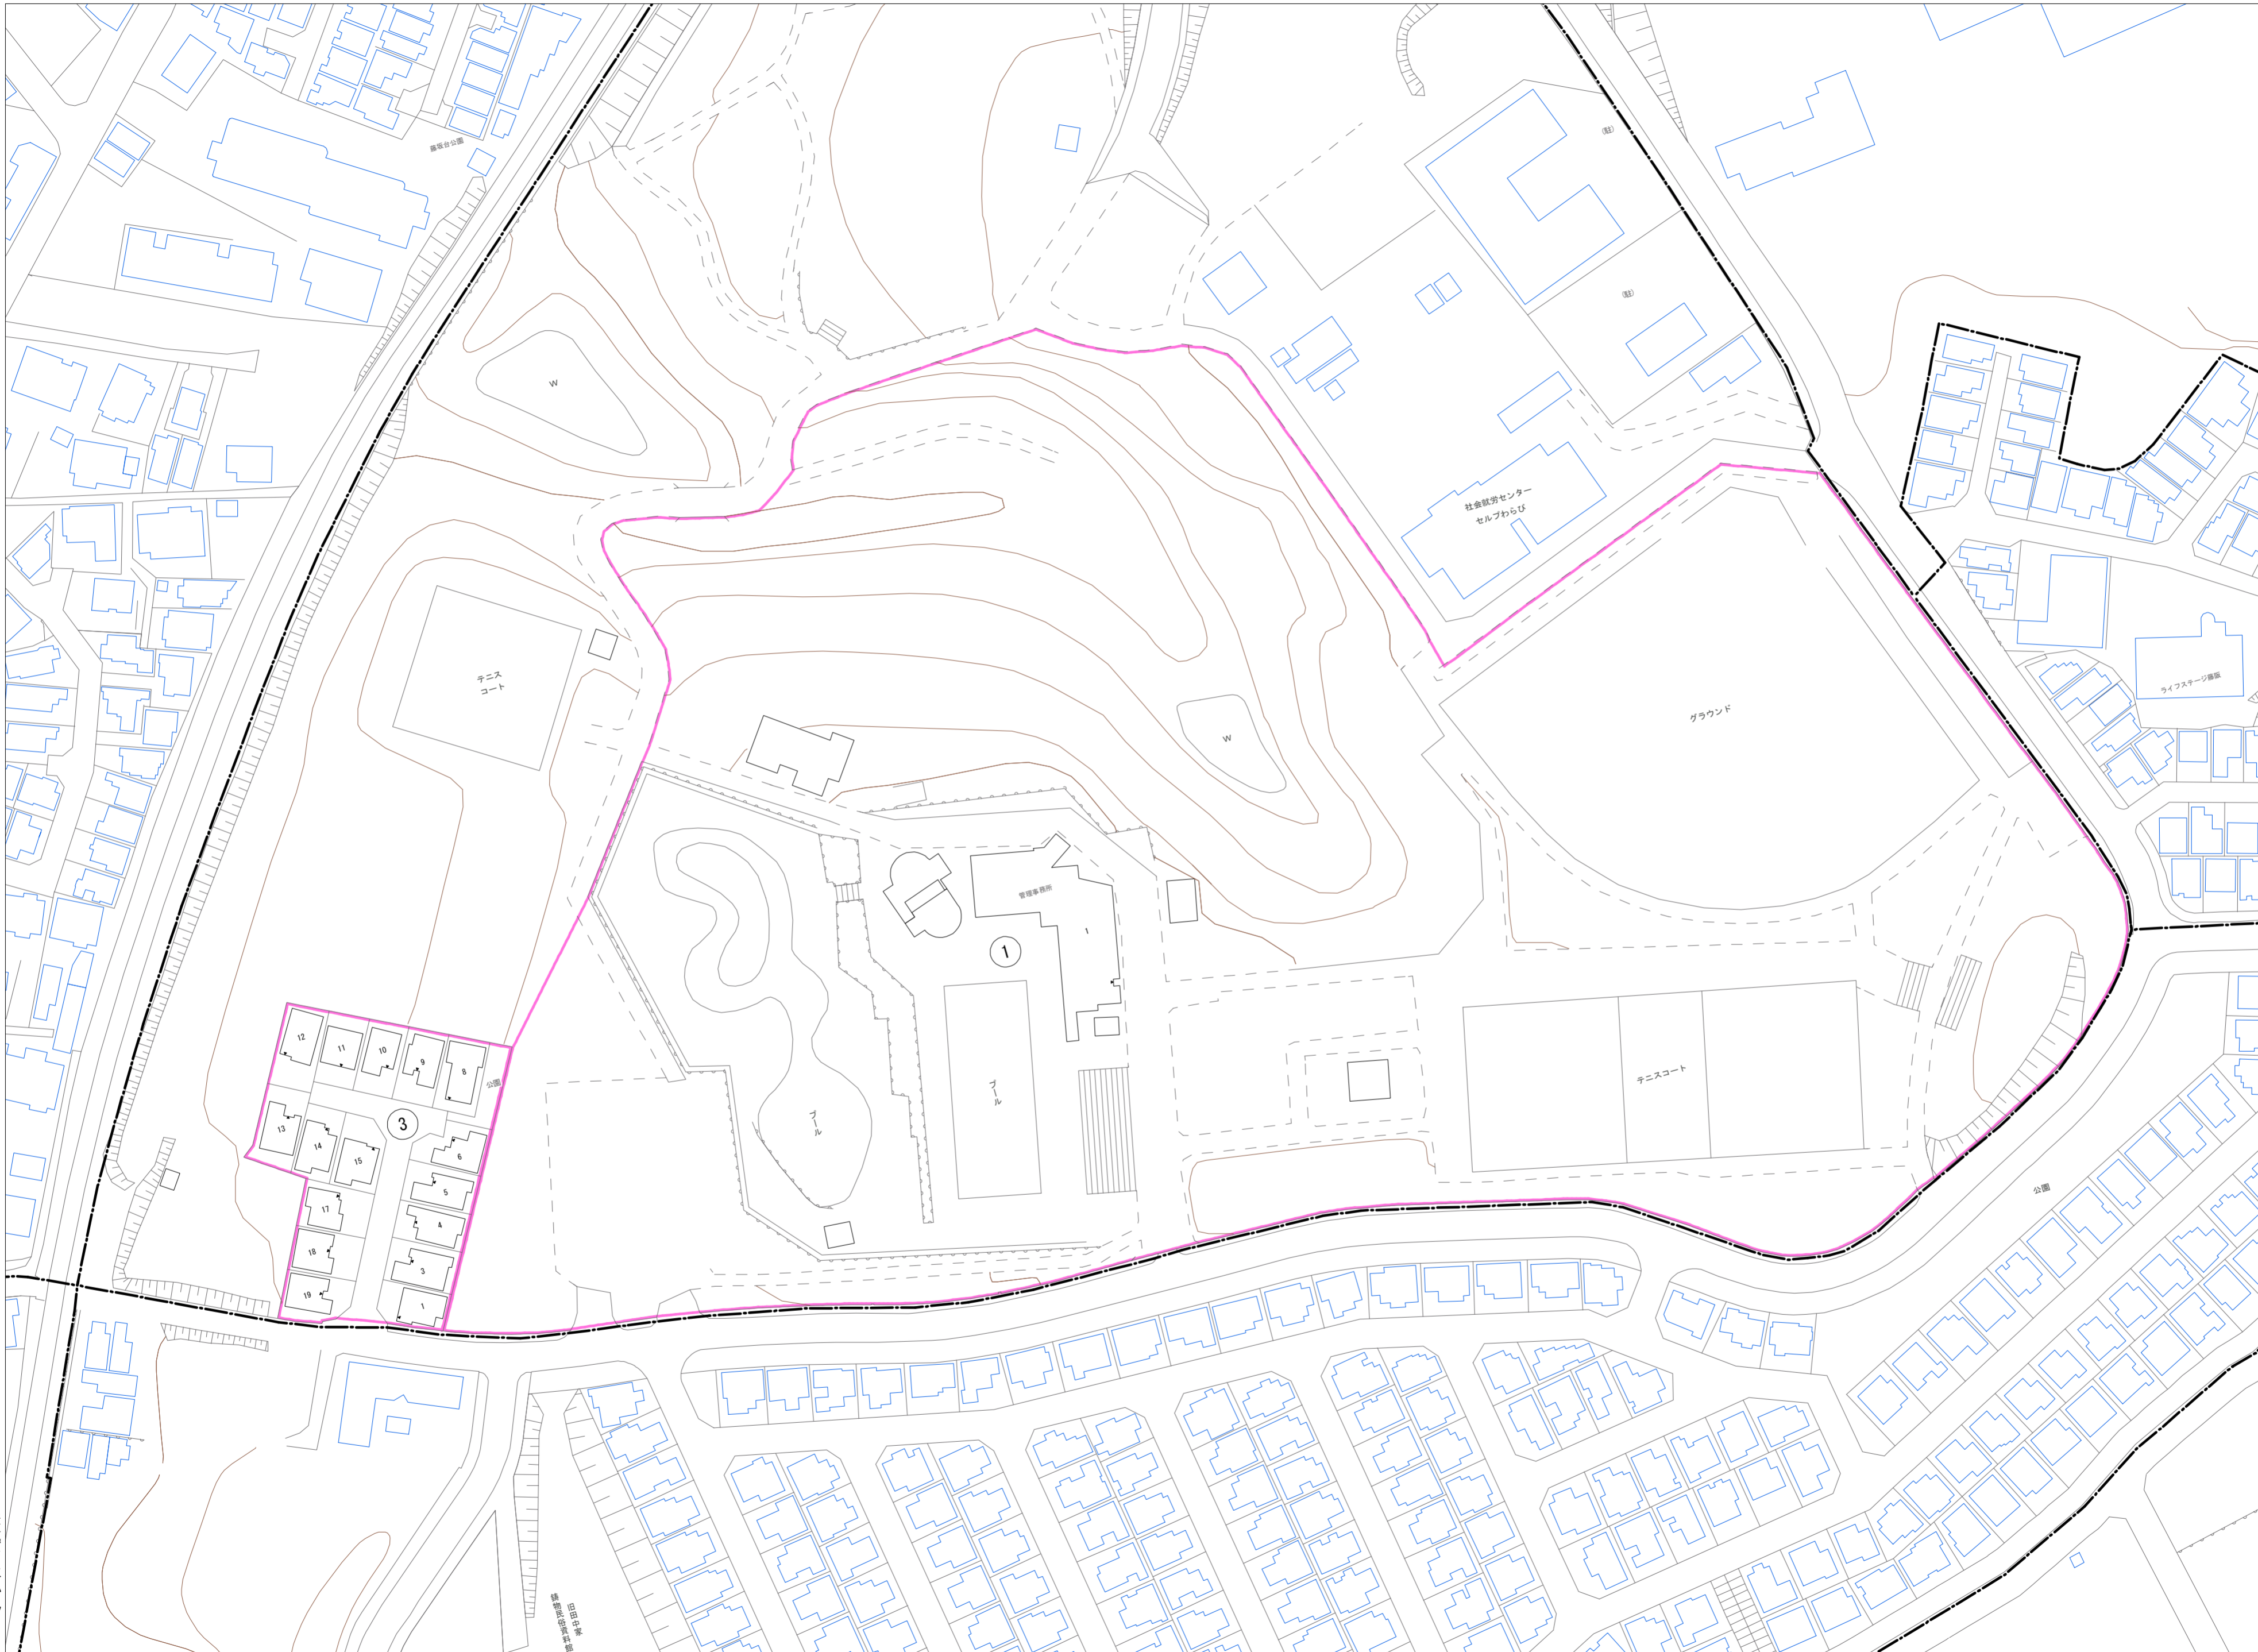 藤坂台公園
(駐)
(駐)
W
社会就労センター
セルプわらび
テニス
コート
ライフステージ藤阪
グラウンド
W
管理事務所
1
1
12
11
10
9
8
公園
プール
プール
テニスコート
3
13
14
15
6
5
4
3
1
17
18
19
公園
旧田中家
鋳物民俗資料館